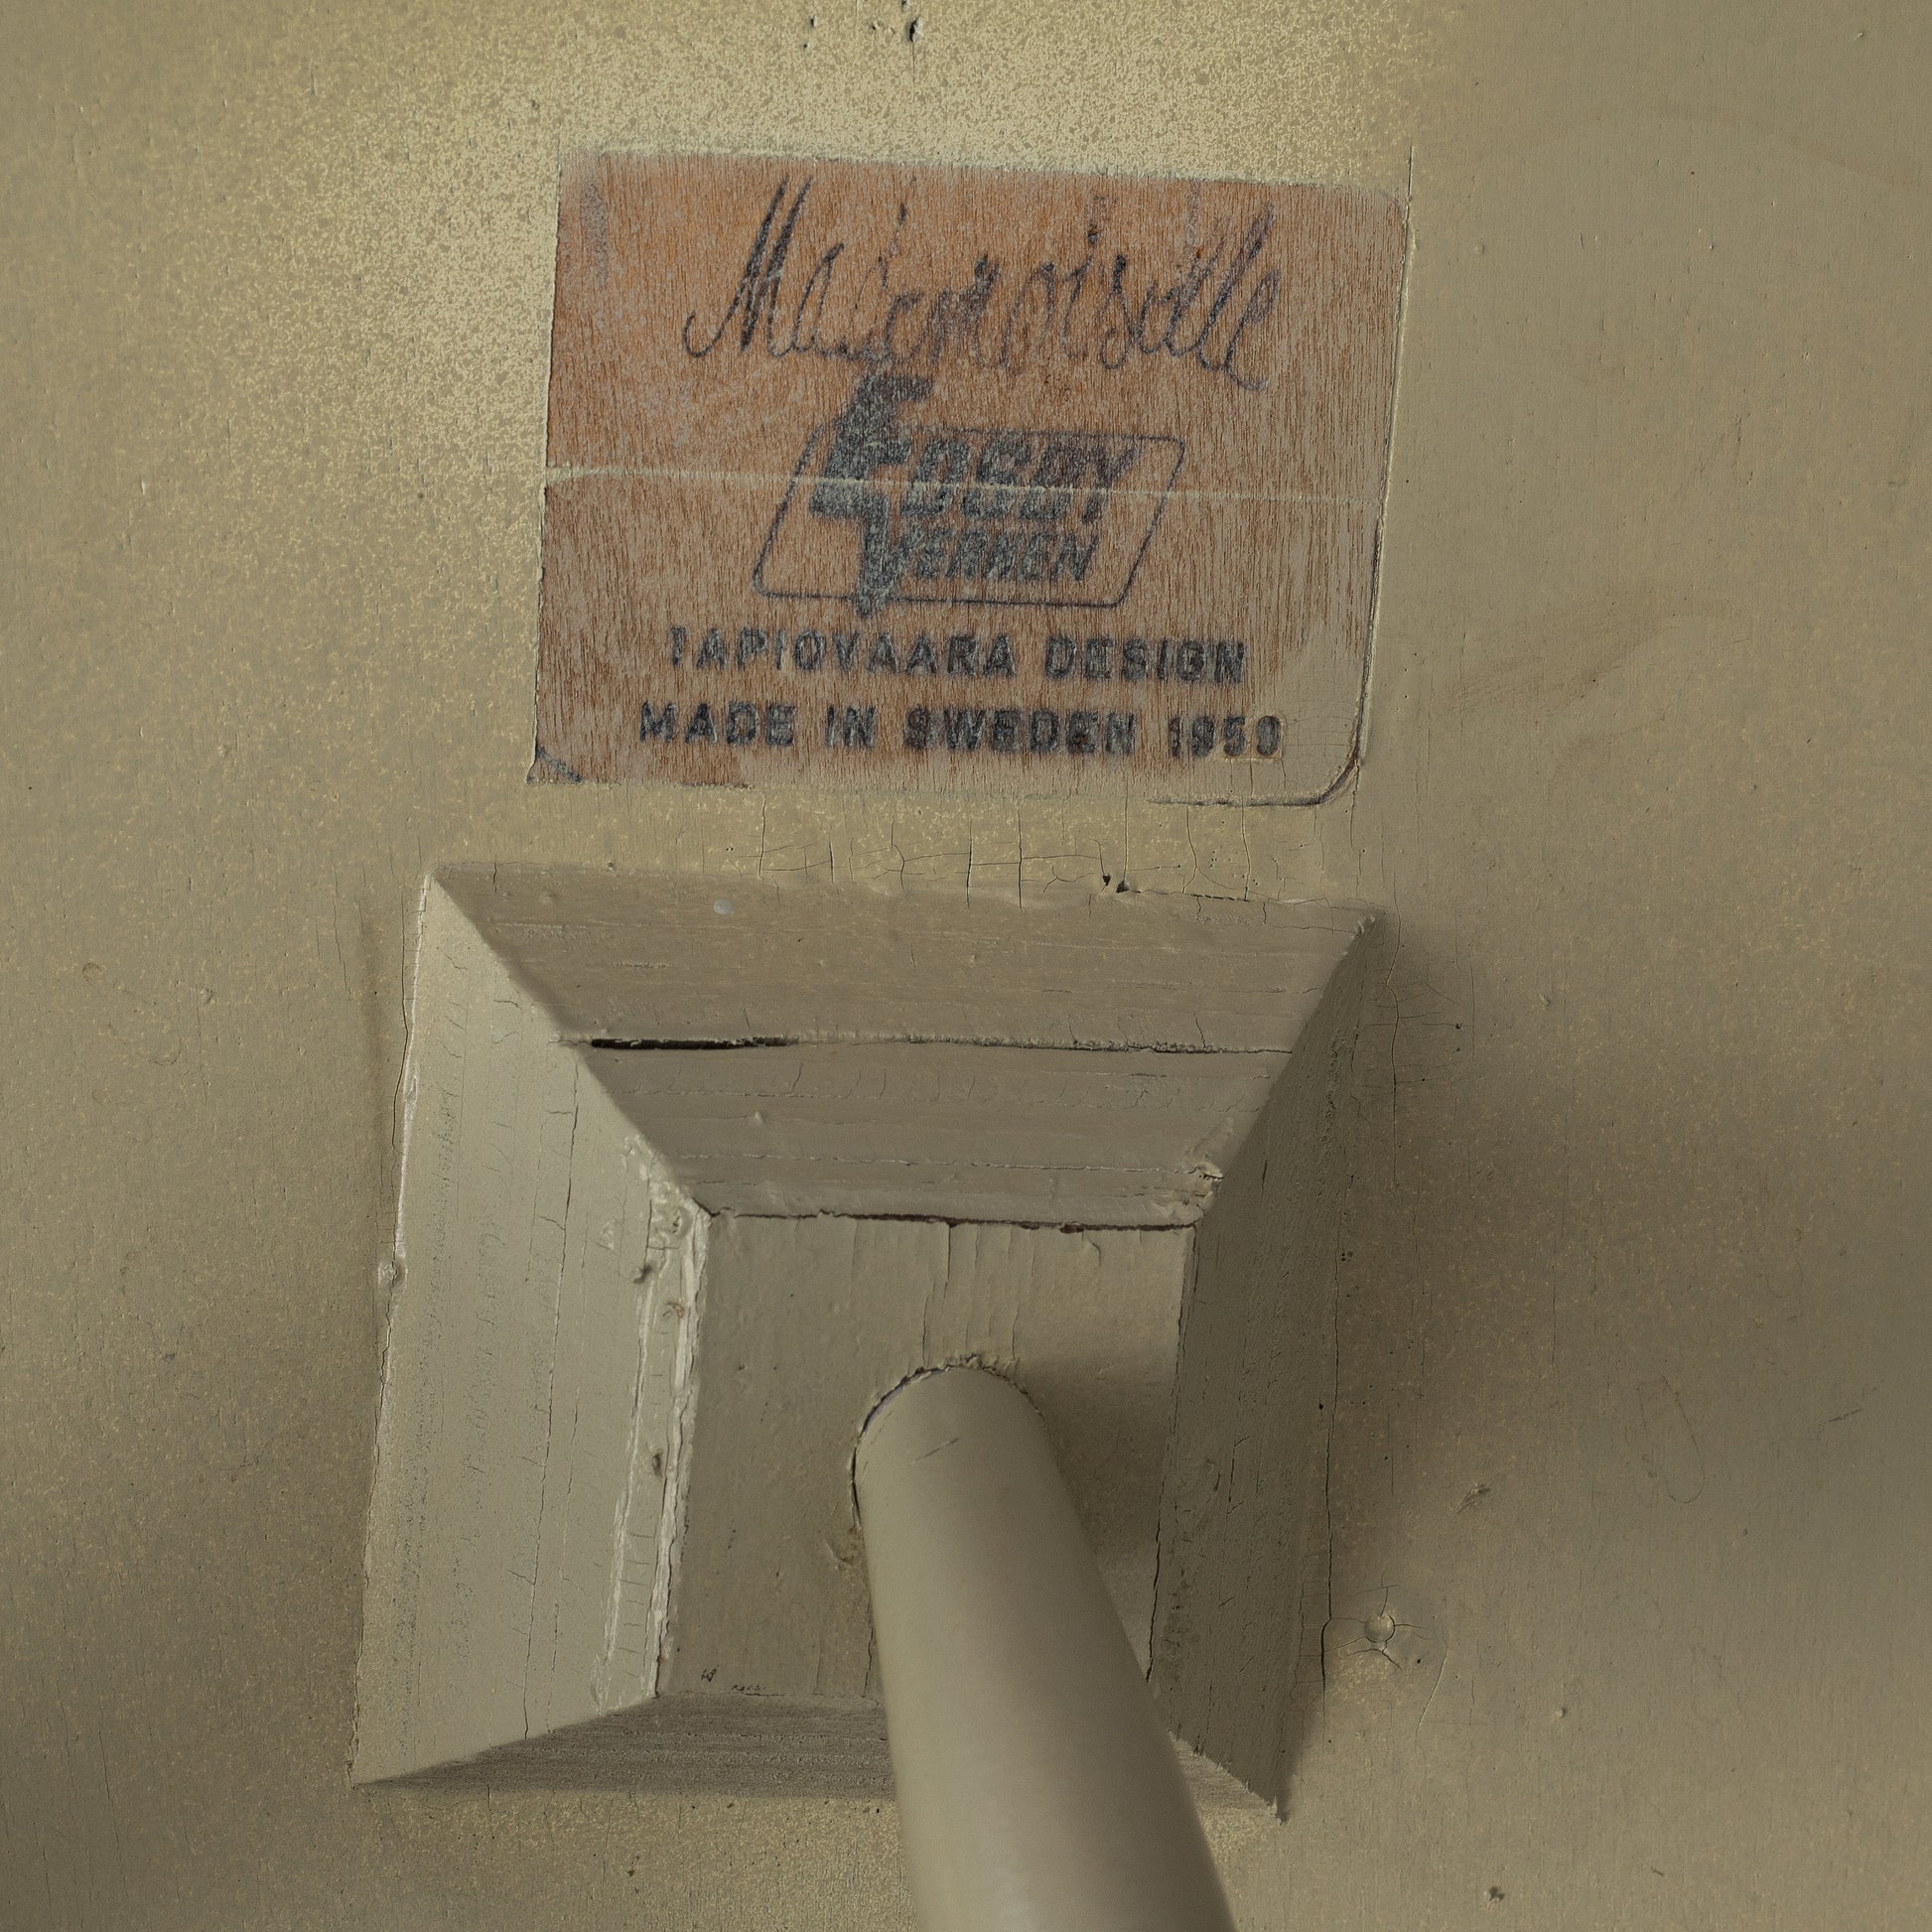 Mademoiselle
EDSBY
VERKEN
TAPIOVAARA DESIGN
MADE IN SWEDEN 1959